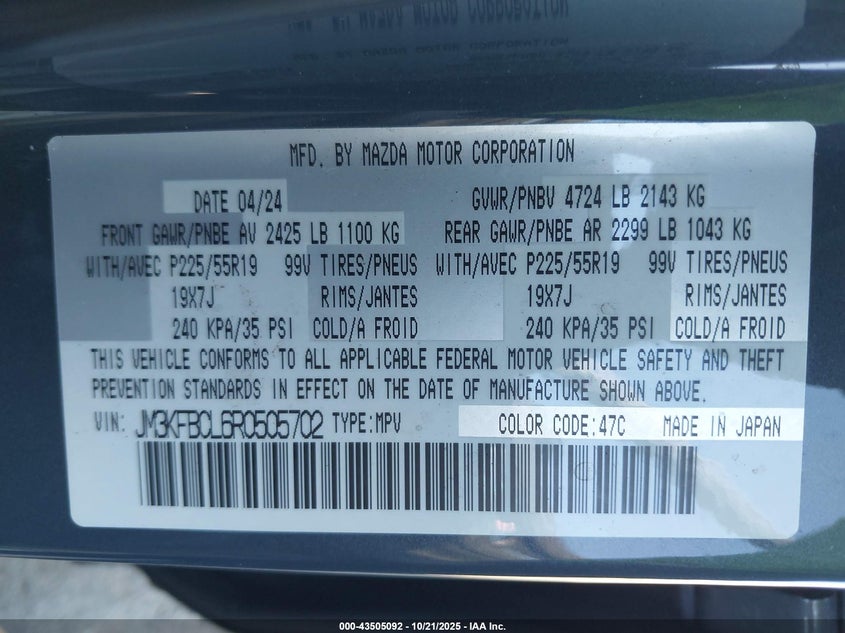 MFD. BY MAZDA MOTOR CORPORATION
DATE 04/24 GVWR/PNBV 4724 LB 2143 KG
FRONT GAWR/PNBE AV 2425 LB 1100 KG REAR GAWR/PNBE AR 2299 LB 1043 KG
WITH/AVEC P225/55R19 99V TIRES/PNEUS WITH/AVEC P225/55R19 99V TIRES/PNEUS
19X7J RIMS/JANTES 19X7J RIMS/JANTES
240 KPA/35 PSI COLD/A FROID 240 KPA/35 PSI COLD/A FROID
THIS VEHICLE CONFORMS TO ALL APPLICABLE FEDERAL MOTOR VEHICLE SAFETY AND THEFT
PREVENTION STANDARDS IN EFFECT ON THE DATE OF MANUFACTURE SHOWN ABOVE.
VIN: JM3KFBCL6R0505702 TYPE:MPV COLOR CODE:47C MADE IN JAPAN
000-43505092 - 10/21/2025 - IAA Inc.